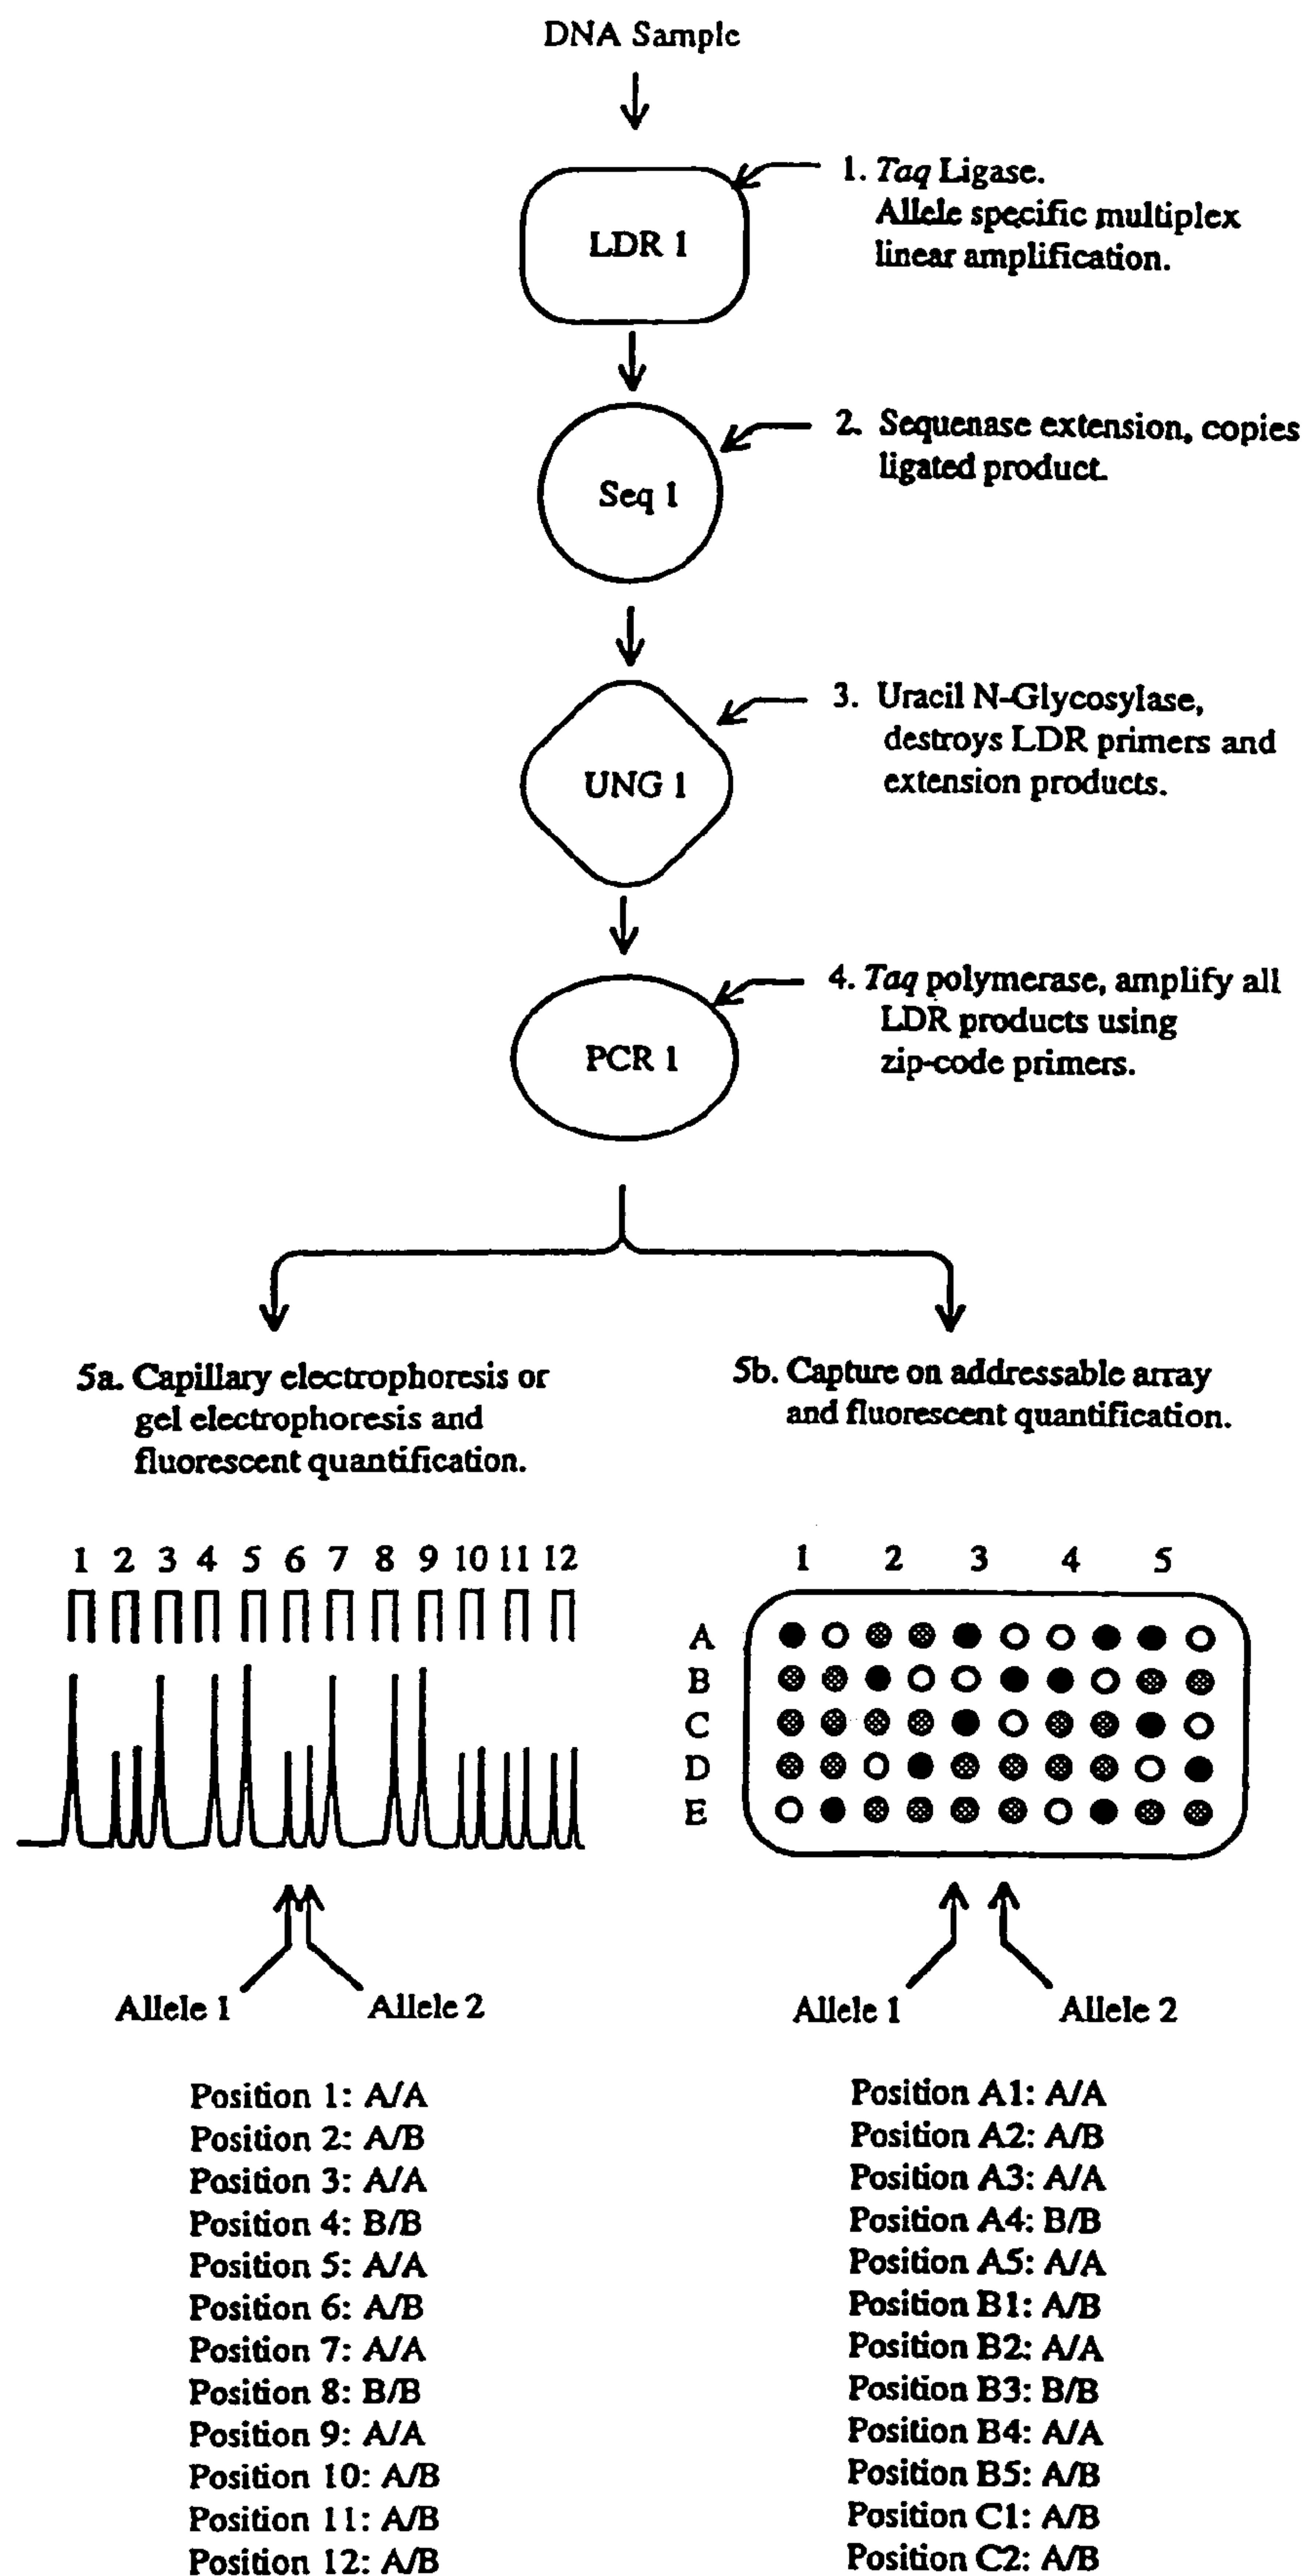 DNA Sample
LDR 1
1. Taq Ligase.
Allele specific multiplex
linear amplification.
Seq 1
2. Sequenase extension, copies
ligated product.
UNG 1
3. Uracil N-Glycosylase,
destroys LDR primers and
extension products.
PCR 1
4. Taq polymerase, amplify all
LDR products using
zip-code primers.
5a. Capillary electrophoresis or
gel electrophoresis and
fluorescent quantification.
1 2 3 4 5 6 7 8 9 10 11 12
Allele 1 Allele 2
Position 1: A/A
Position 2: A/B
Position 3: A/A
Position 4: B/B
Position 5: A/A
Position 6: A/B
Position 7: A/A
Position 8: B/B
Position 9: A/A
Position 10: A/B
Position 11: A/B
Position 12: A/B
5b. Capture on addressable array
and fluorescent quantification.
1 2 3 4 5
A
B
C
D
E
Allele 1 Allele 2
Position A1: A/A
Position A2: A/B
Position A3: A/A
Position A4: B/B
Position A5: A/A
Position B1: A/B
Position B2: A/A
Position B3: B/B
Position B4: A/A
Position B5: A/B
Position C1: A/B
Position C2: A/B